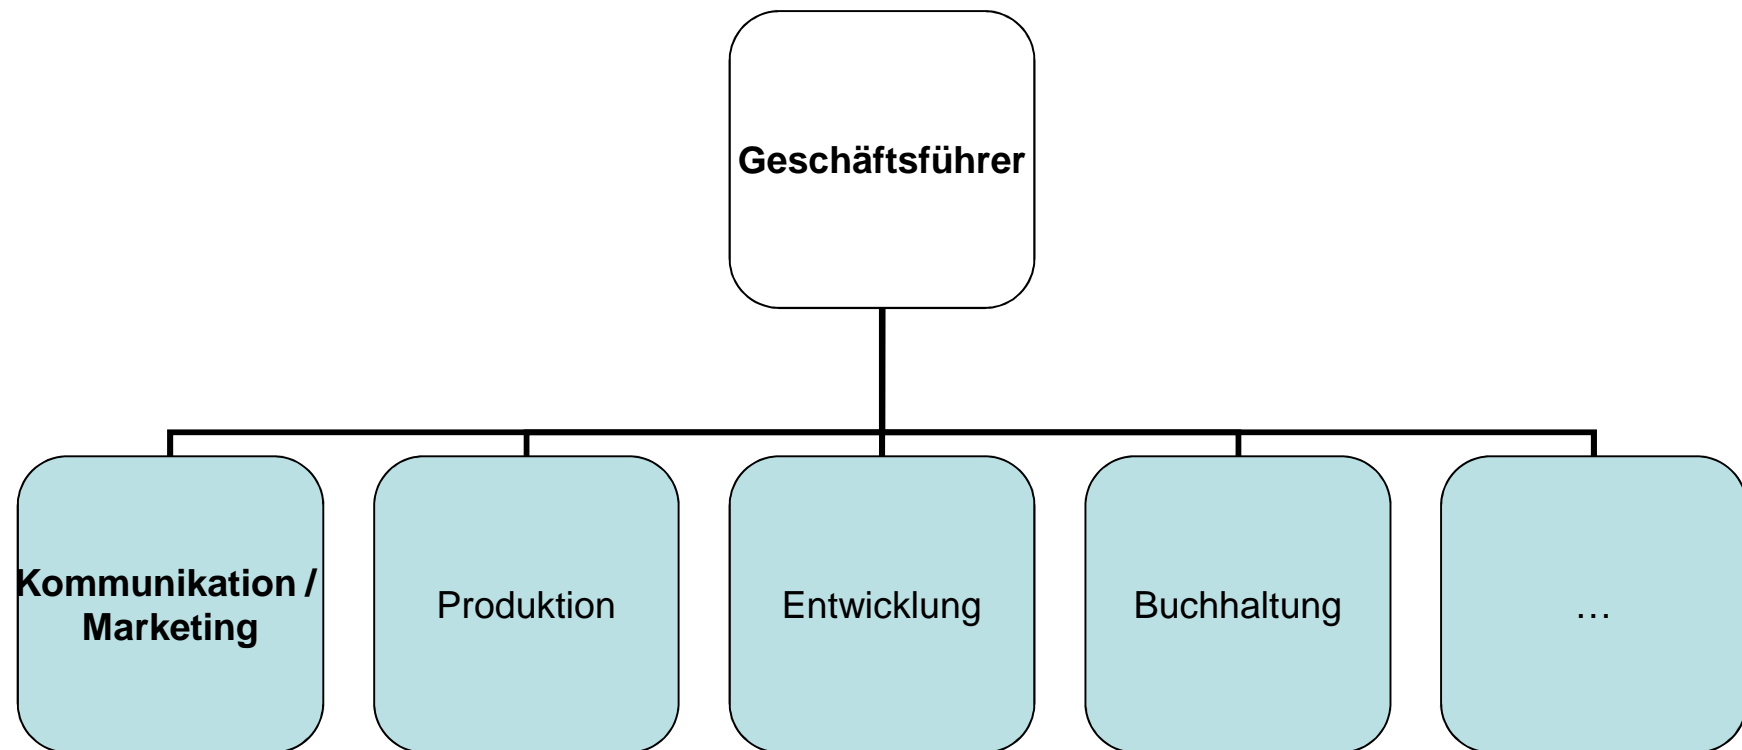 Geschäftsführer
Kommunikation /
Marketing
Produktion
Entwicklung
Buchhaltung
…